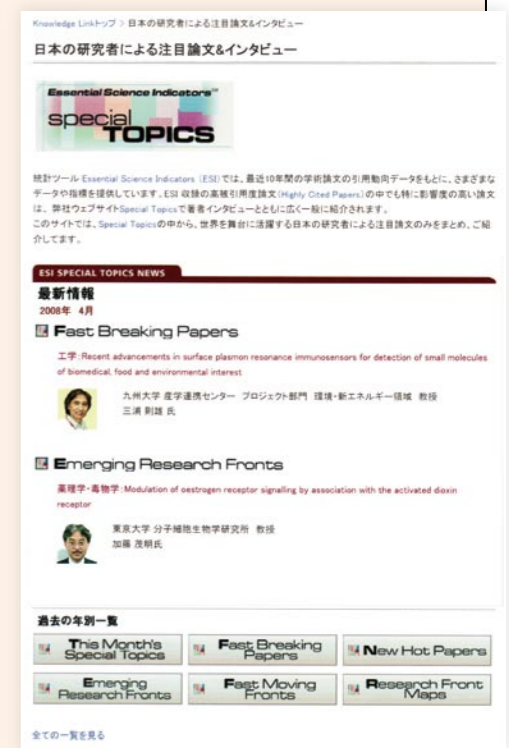 Knowledge Linkトップ > 日本の研究者による注目論文&インタビュー
日本の研究者による注目論文&インタビュー
Essential Science Indicators℠
special
TOPICS
統計ツール Essential Science Indicators (ESI)では、最近10年間の学術論文の引用動向データをもとに、さまざまな
データや指標を提供しています。ESI 収録の高被引用度論文(Highly Cited Papers)の中でも特に影響度の高い論文
は、弊社ウェブサイトSpecial Topicsで著者インタビューとともに広く一般に紹介されます。
このサイトでは、Special Topicsの中から、世界を舞台に活躍する日本の研究者による注目論文のみをまとめ、ご紹
介してます。
ESI SPECIAL TOPICS NEWS
最新情報
2008年 4月
Fast Breaking Papers
工学:Recent advancements in surface plasmon resonance immunosensors for detection of small molecules
of biomedical, food and environmental interest
九州大学 産学連携センター プロジェクト部門 環境・新エネルギー領域 教授
三浦 則雄 氏
Emerging Research Fronts
薬理学・毒物学:Modulation of oestrogen receptor signalling by association with the activated dioxin
receptor
東京大学 分子細胞生物学研究所 教授
加藤 茂明氏
過去の年別一覧
This Month's
Special Topics
Fast Breaking
Papers
New Hot Papers
Emerging
Research Fronts
Fast Moving
Fronts
Research Front
Maps
全ての一覧を見る